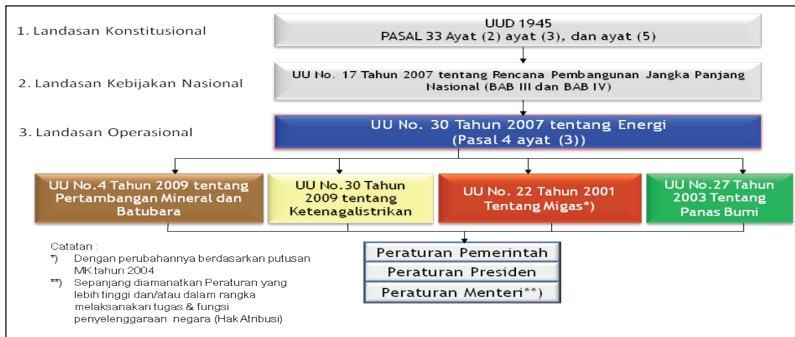 1. Landasan Konstitusional
UUD 1945
PASAL 33 Ayat (2) ayat (3), dan ayat (5)
2. Landasan Kebijakan Nasional
UU No. 17 Tahun 2007 tentang Rencana Pembangunan Jangka Panjang
Nasional (BAB III dan BAB IV)
3. Landasan Operasional
UU No. 30 Tahun 2007 tentang Energi
(Pasal 4 ayat (3))
UU No.4 Tahun 2009 tentang
Pertambangan Mineral dan
Batubara
UU No.30 Tahun
2009 tentang
Ketenagalistrikan
UU No. 22 Tahun 2001
Tentang Migas*)
UU No.27 Tahun
2003 Tentang
Panas Bumi
Catatan :
*) Dengan perubahannya berdasarkan putusan
MK tahun 2004
**) Sepanjang diamanatkan Peraturan yang
lebih tinggi dan/atau dalam rangka
melaksanakan tugas & fungsi
penyelenggaraan negara (Hak Atribusi)
Peraturan Pemerintah
Peraturan Presiden
Peraturan Menteri**)